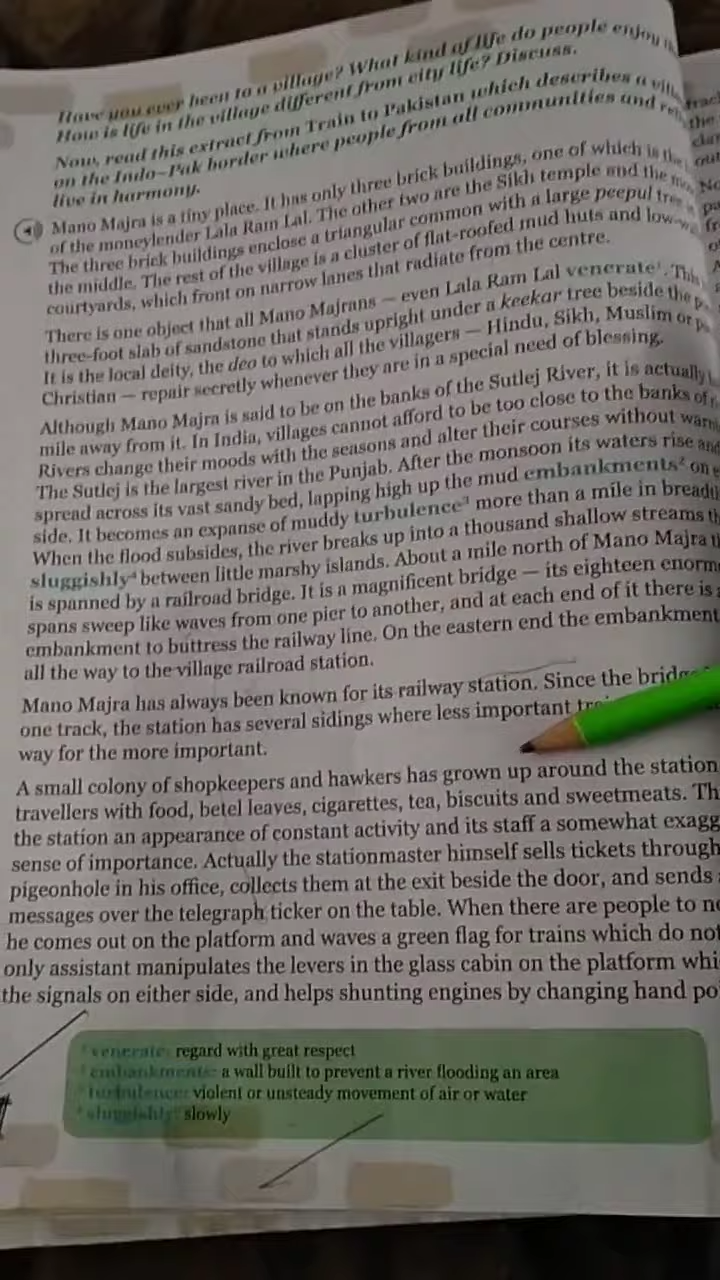 Have you ever been to a village? What kind of life do people enjoy
How is life in the village different from city life? Discuss.
Now, read this extract from Train to Pakistan which describes a
on the Indo-Pak border where people from all communities and
live in harmony.
Mano Majra is a tiny place. It has only three brick buildings, one of which is the
of the moneylender Lala Ram Lal. The other two are the Sikh temple and the
The three brick buildings enclose a triangular common with a large peepul tree
the middle. The rest of the village is a cluster of flat-roofed mud huts and
courtyards, which front on narrow lanes that radiate from the centre.
There is one object that all Mano Majrans — even Lala Ram Lal venerate¹. This
three-foot slab of sandstone that stands upright under a keekar tree beside the
It is the local deity, the deo to which all the villagers — Hindu, Sikh, Muslim or
Christian — repair secretly whenever they are in a special need of blessing.
Although Mano Majra is said to be on the banks of the Sutlej River, it is actually
mile away from it. In India, villages cannot afford to be too close to the banks of
Rivers change their moods with the seasons and alter their courses without
The Sutlej is the largest river in the Punjab. After the monsoon its waters rise and
spread across its vast sandy bed, lapping high up the mud embankments² on
side. It becomes an expanse of muddy turbulence³ more than a mile in
When the flood subsides, the river breaks up into a thousand shallow streams
sluggishly⁴ between little marshy islands. About a mile north of Mano Majra
is spanned by a railroad bridge. It is a magnificent bridge — its eighteen
spans sweep like waves from one pier to another, and at each end of it there is
embankment to buttress the railway line. On the eastern end the embankment
all the way to the village railroad station.
Mano Majra has always been known for its railway station. Since the bridge
one track, the station has several sidings where less important
way for the more important.
A small colony of shopkeepers and hawkers has grown up around the station
travellers with food, betel leaves, cigarettes, tea, biscuits and sweetmeats.
the station an appearance of constant activity and its staff a somewhat
sense of importance. Actually the stationmaster himself sells tickets through
pigeonhole in his office, collects them at the exit beside the door, and sends
messages over the telegraph ticker on the table. When there are people to
he comes out on the platform and waves a green flag for trains which do
only assistant manipulates the levers in the glass cabin on the platform
the signals on either side, and helps shunting engines by changing hand
¹ venerate: regard with great respect
² embankments: a wall built to prevent a river flooding an area
³ turbulence: violent or unsteady movement of air or water
⁴ sluggishly: slowly